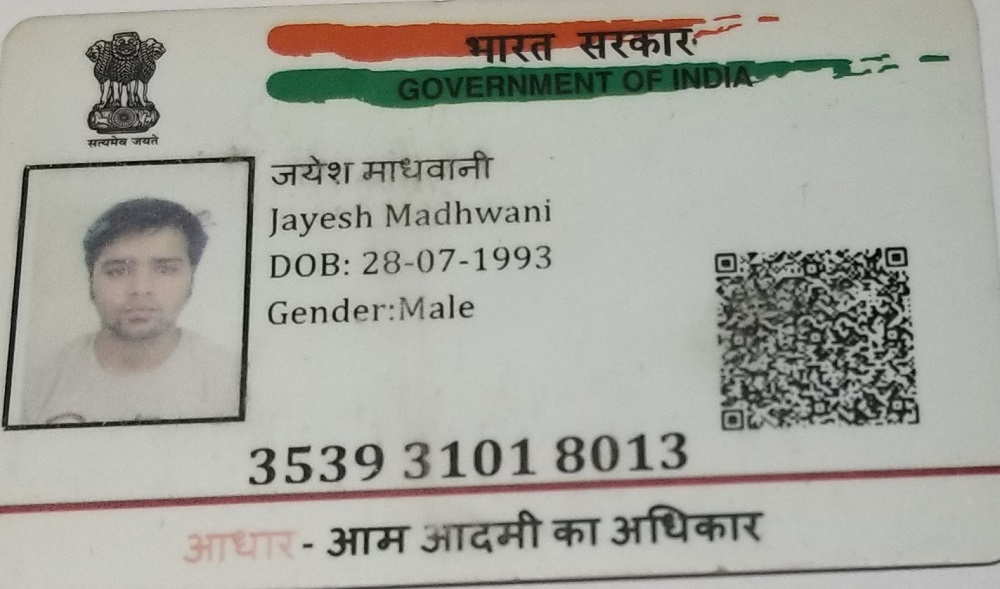 भारत सरकार
GOVERNMENT OF INDIA
सत्यमेव जयते
जयेश माधवानी
Jayesh Madhwani
DOB: 28-07-1993
Gender:Male
3539 3101 8013
आधार - आम आदमी का अधिकार